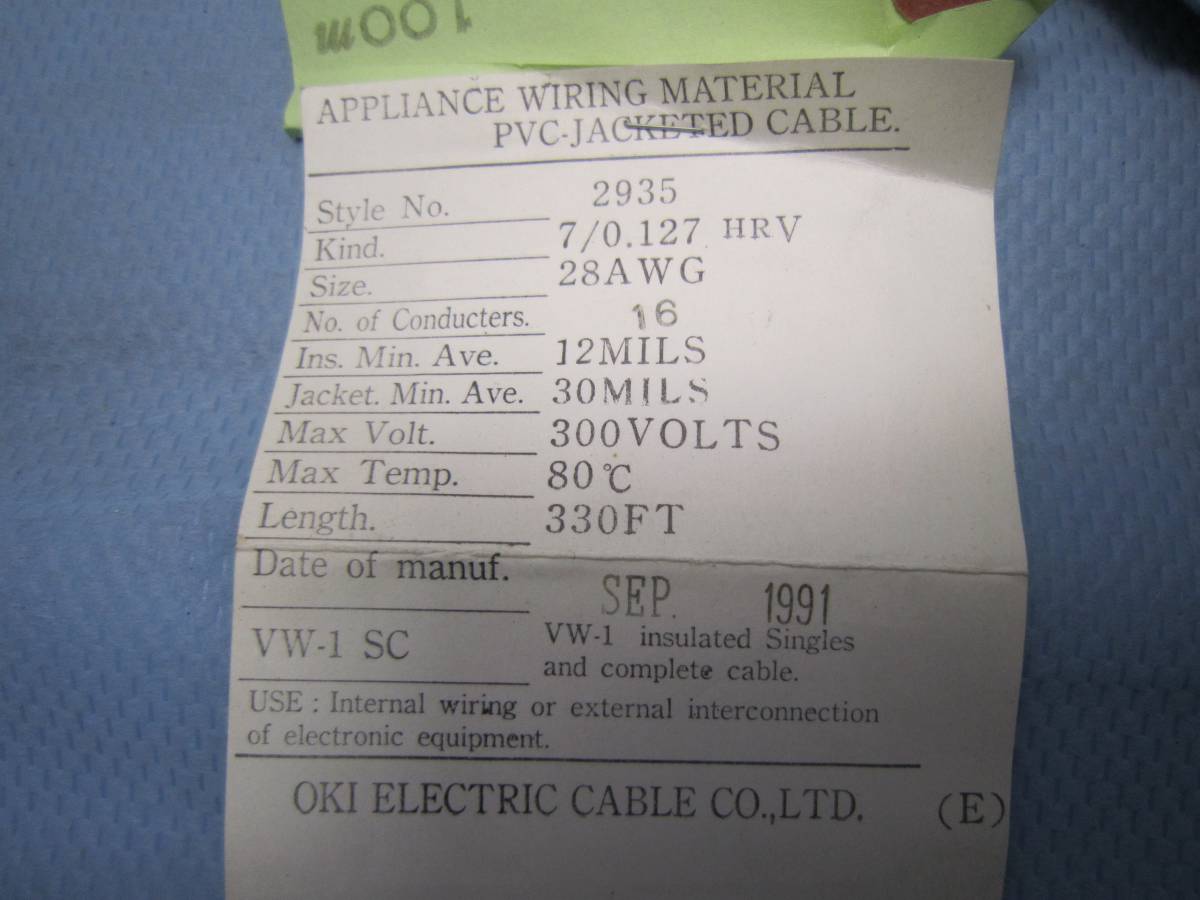 100m
APPLIANCE WIRING MATERIAL
PVC-JACKETED CABLE.
Style No. 2935
Kind. 7/0.127 HRV
Size. 28AWG
No. of Conducters. 16
Ins. Min. Ave. 12MILS
Jacket. Min. Ave. 30MILS
Max Volt. 300VOLTS
Max Temp. 80℃
Length. 330FT
Date of manuf. SEP. 1991
VW-1 SC VW-1 insulated Singles
and complete cable.
USE : Internal wiring or external interconnection
of electronic equipment.
OKI ELECTRIC CABLE CO.,LTD. (E)